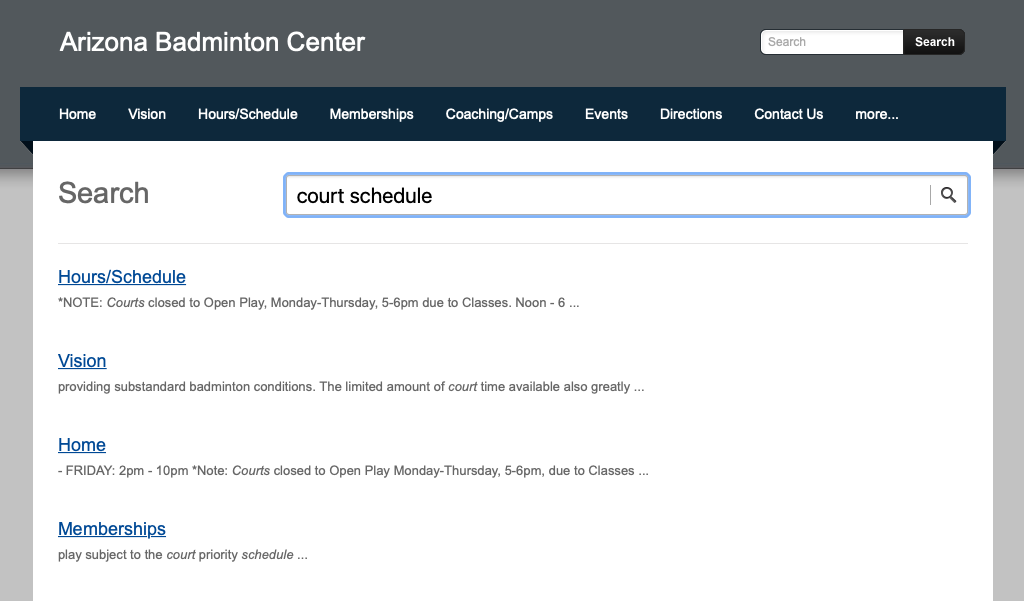 Arizona Badminton Center
Search
Search
Home Vision Hours/Schedule Memberships Coaching/Camps Events Directions Contact Us more...
Search
court schedule
Hours/Schedule
*NOTE: Courts closed to Open Play, Monday-Thursday, 5-6pm due to Classes. Noon - 6 ...
Vision
providing substandard badminton conditions. The limited amount of court time available also greatly ...
Home
- FRIDAY: 2pm - 10pm *Note: Courts closed to Open Play Monday-Thursday, 5-6pm, due to Classes ...
Memberships
play subject to the court priority schedule ...